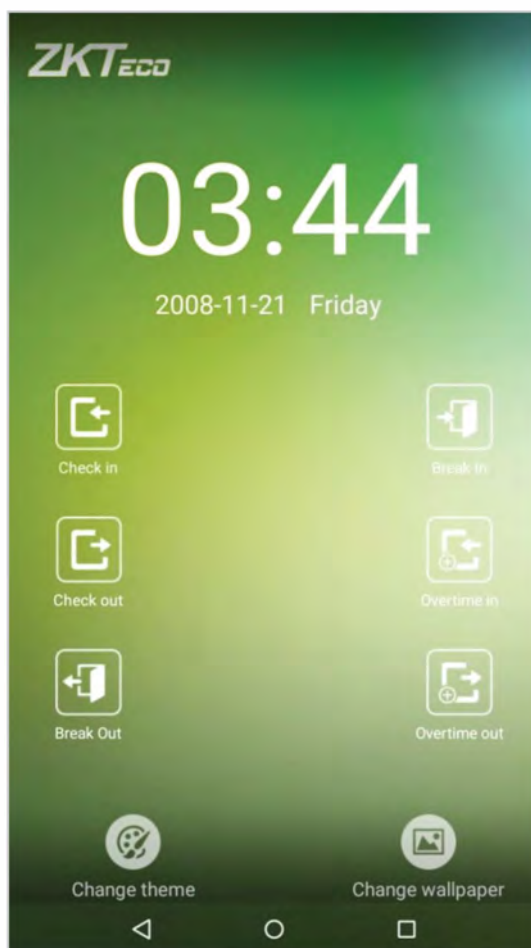 ZKTECO
03:44
2008-11-21 Friday
Check in
Break In
Check out
Overtime in
Break Out
Overtime out
Change theme
Change wallpaper